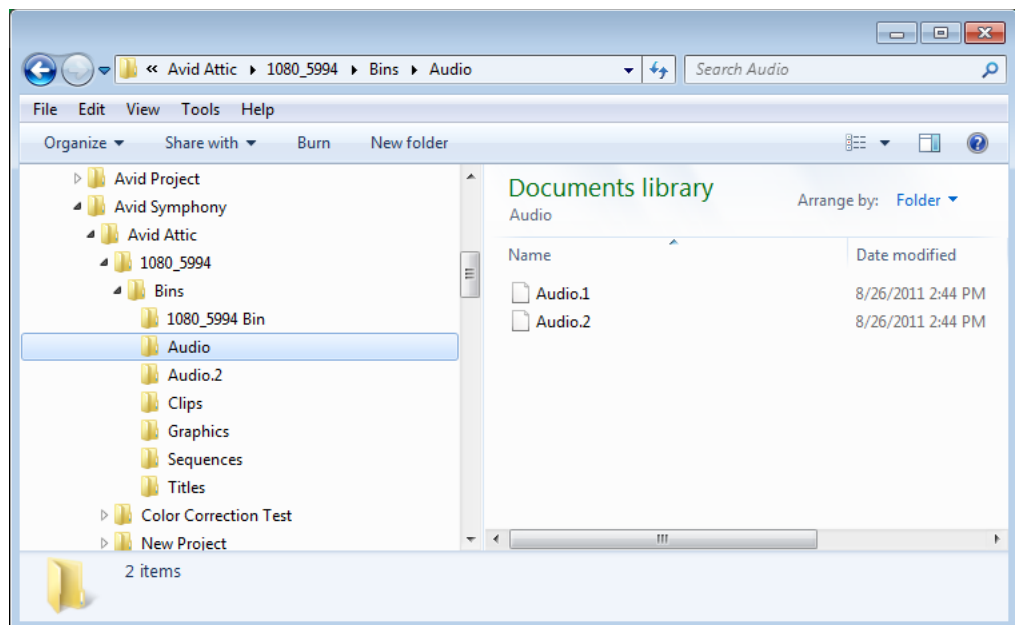 « Avid Attic ▸ 1080_5994 ▸ Bins ▸ Audio
Search Audio
File Edit View Tools Help
Organize Share with Burn New folder
Avid Project
Avid Symphony
Avid Attic
1080_5994
Bins
1080_5994 Bin
Audio
Audio.2
Clips
Graphics
Sequences
Titles
Color Correction Test
New Project
Documents library
Audio
Arrange by: Folder
Name Date modified
Audio.1 8/26/2011 2:44 PM
Audio.2 8/26/2011 2:44 PM
2 items